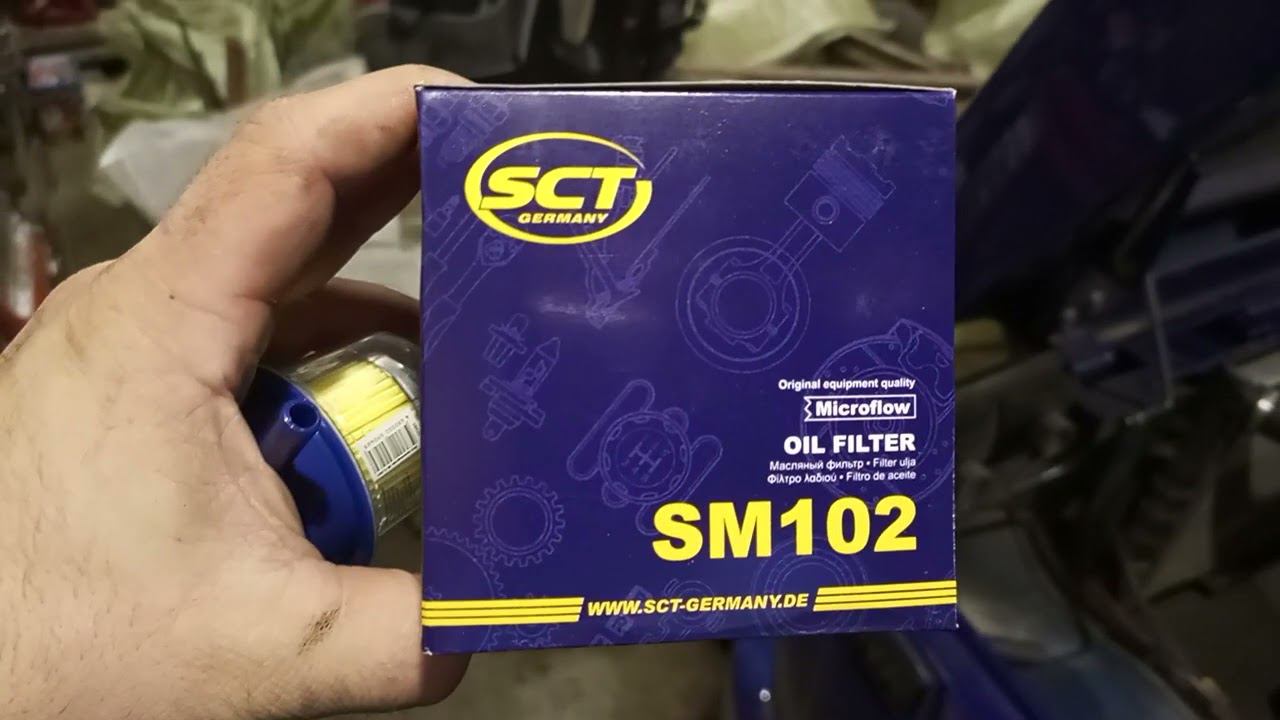 SCT
GERMANY
Original equipment quality
Microflow
OIL FILTER
Масляный фильтр • Filter ulja
Φίλτρο λαδιού • Filtro de aceite
SM102
WWW.SCT-GERMANY.DE